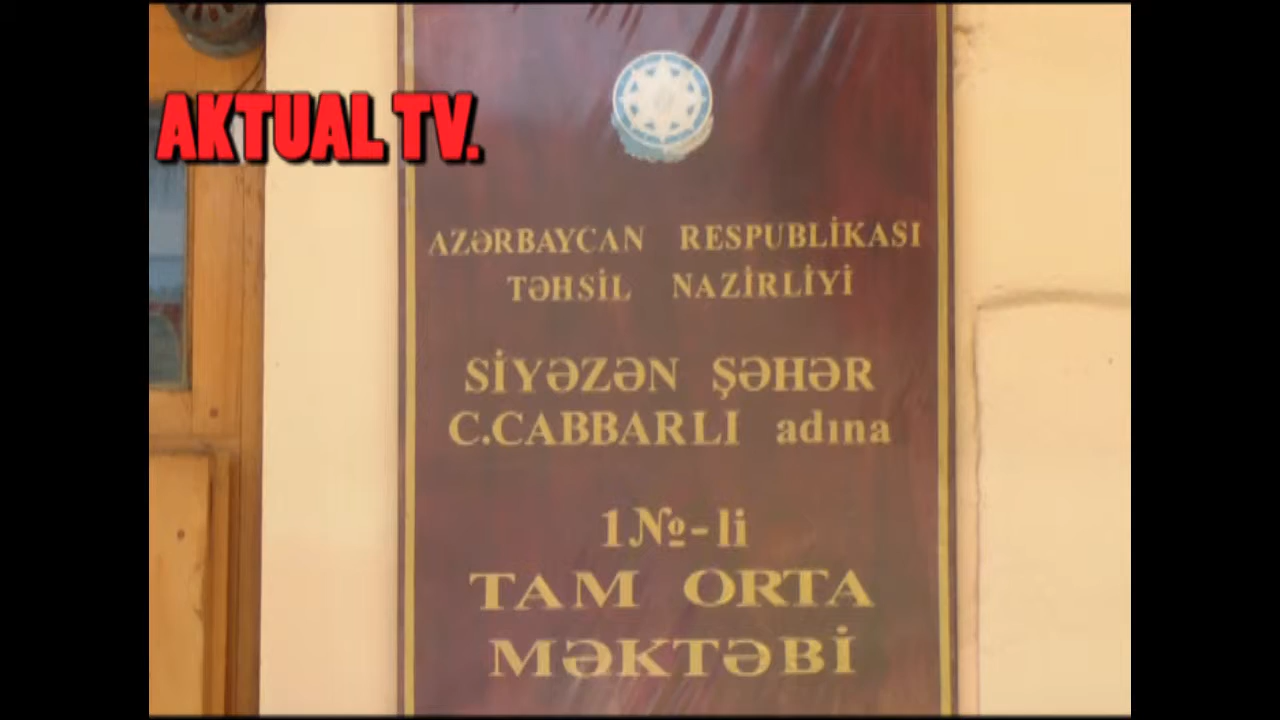 AKTUAL TV.
AZƏRBAYCAN RESPUBLİKASI
TƏHSİL NAZİRLİYİ
SİYƏZƏN ŞƏHƏR
C.CABBARLI adına
1№-li
TAM ORTA
MƏKTƏBİ